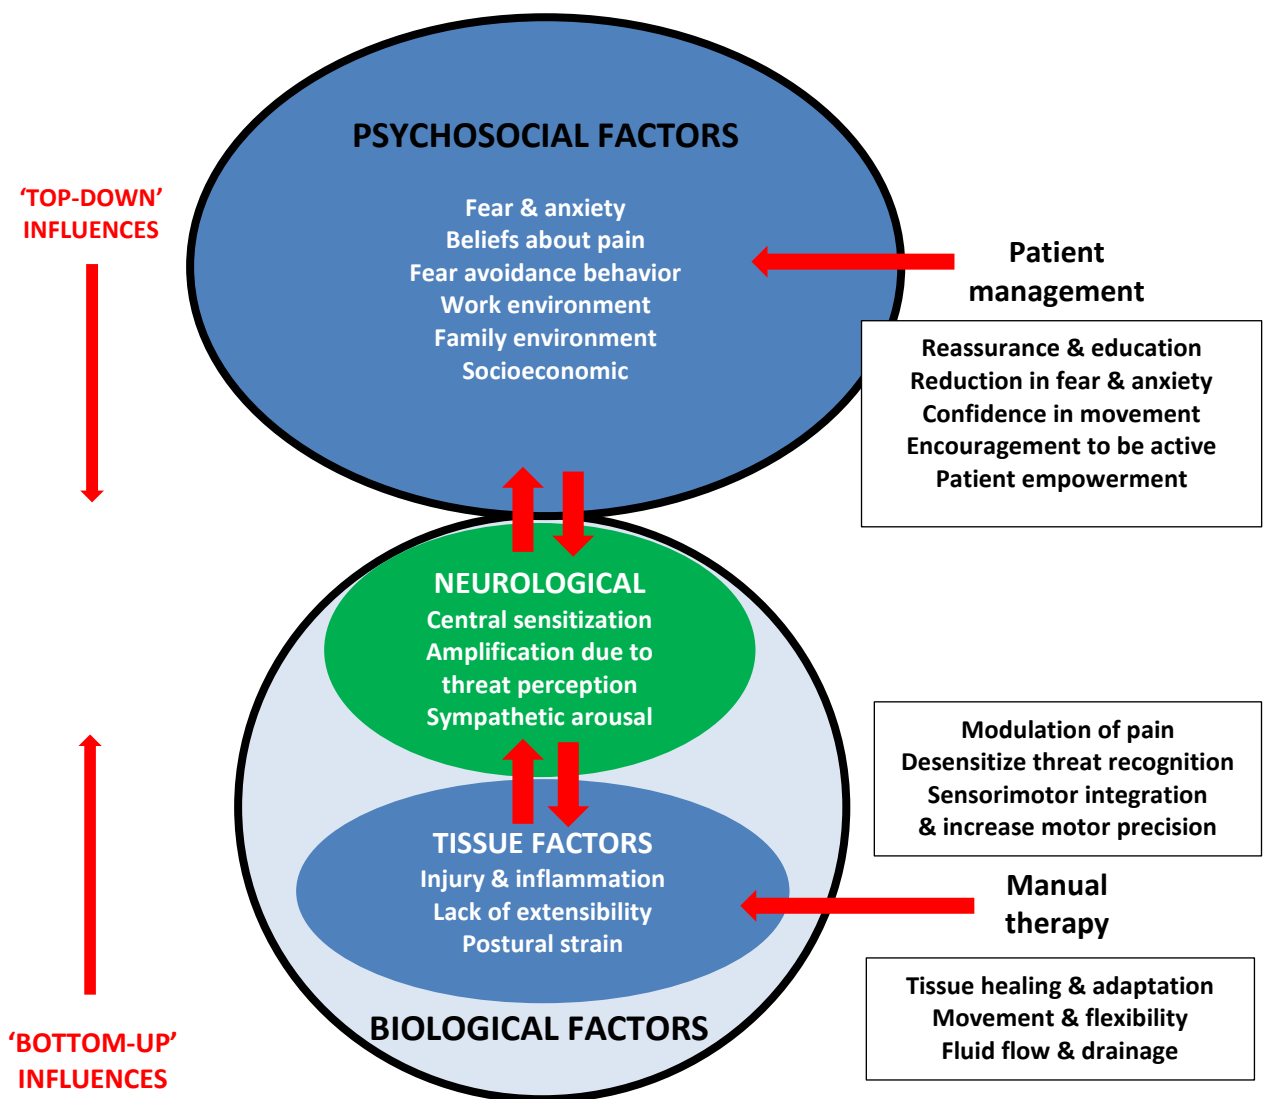 PSYCHOSOCIAL FACTORS
Fear & anxiety
Beliefs about pain
Fear avoidance behavior
Work environment
Family environment
Socioeconomic
‘TOP-DOWN’
INFLUENCES
Patient
management
Reassurance & education
Reduction in fear & anxiety
Confidence in movement
Encouragement to be active
Patient empowerment
NEUROLOGICAL
Central sensitization
Amplification due to
threat perception
Sympathetic arousal
TISSUE FACTORS
Injury & inflammation
Lack of extensibility
Postural strain
BIOLOGICAL FACTORS
Modulation of pain
Desensitize threat recognition
Sensorimotor integration
& increase motor precision
Manual
therapy
Tissue healing & adaptation
Movement & flexibility
Fluid flow & drainage
‘BOTTOM-UP’
INFLUENCES